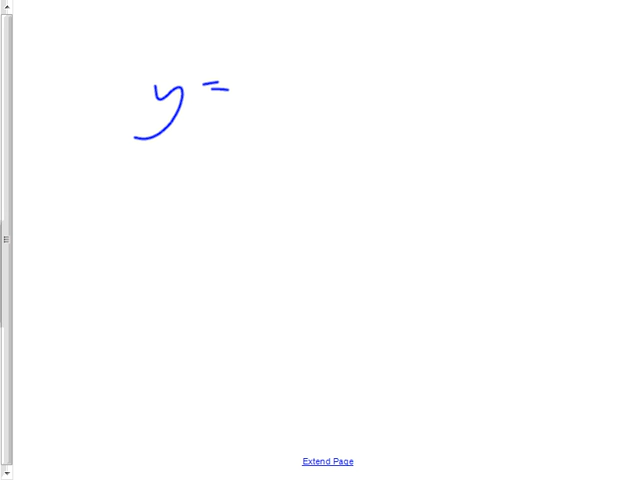 y =
Extend Page